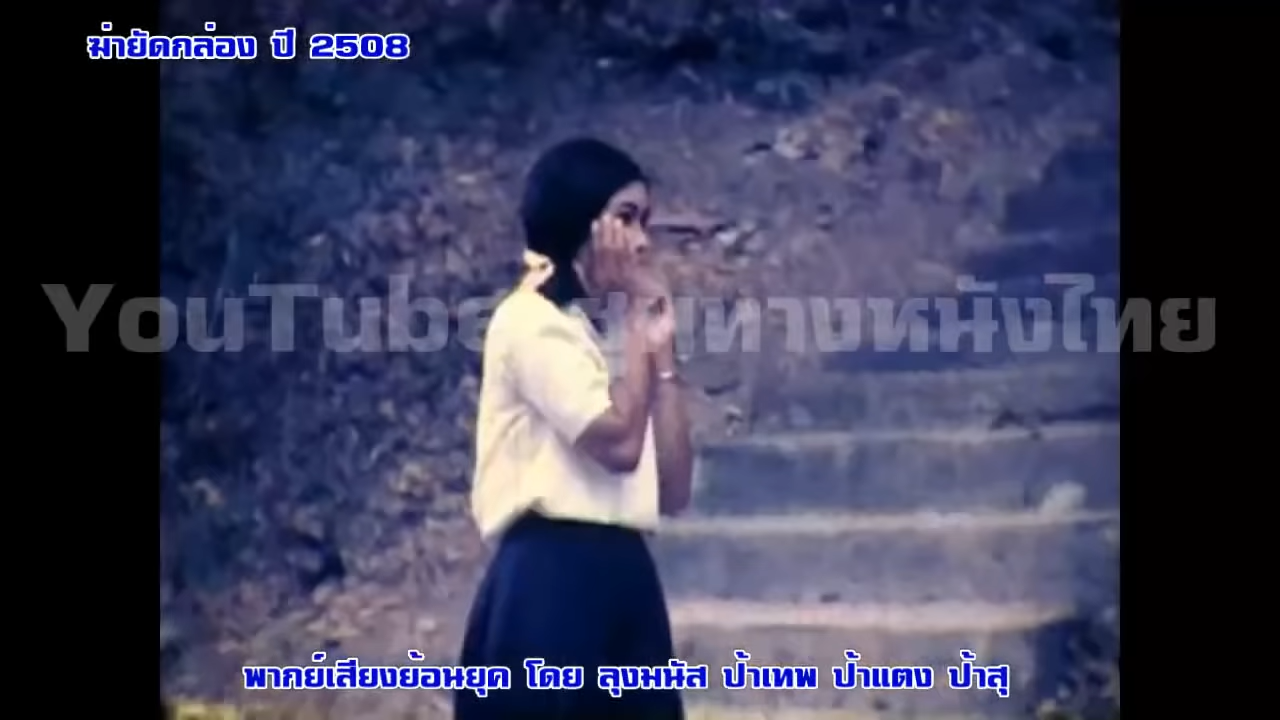 ฆ่ายัดกล่อง ปี 2508
YouTube ทางหนังไทย
พากย์เสียงย้อนยุค โดย ลุงมนัส ป้าเทพ ป้าแตง ป้าสุ